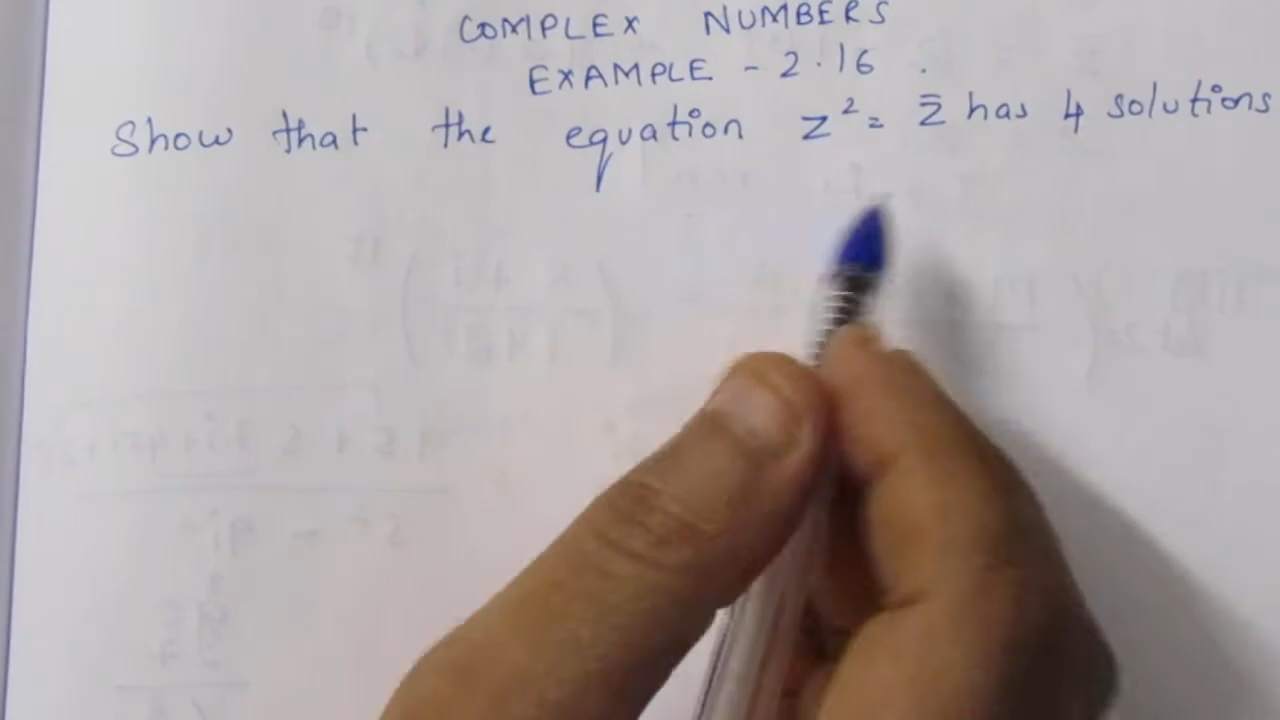 COMPLEX NUMBERS
EXAMPLE - 2.16 .
Show that the equation z² = z̄ has 4 solutions